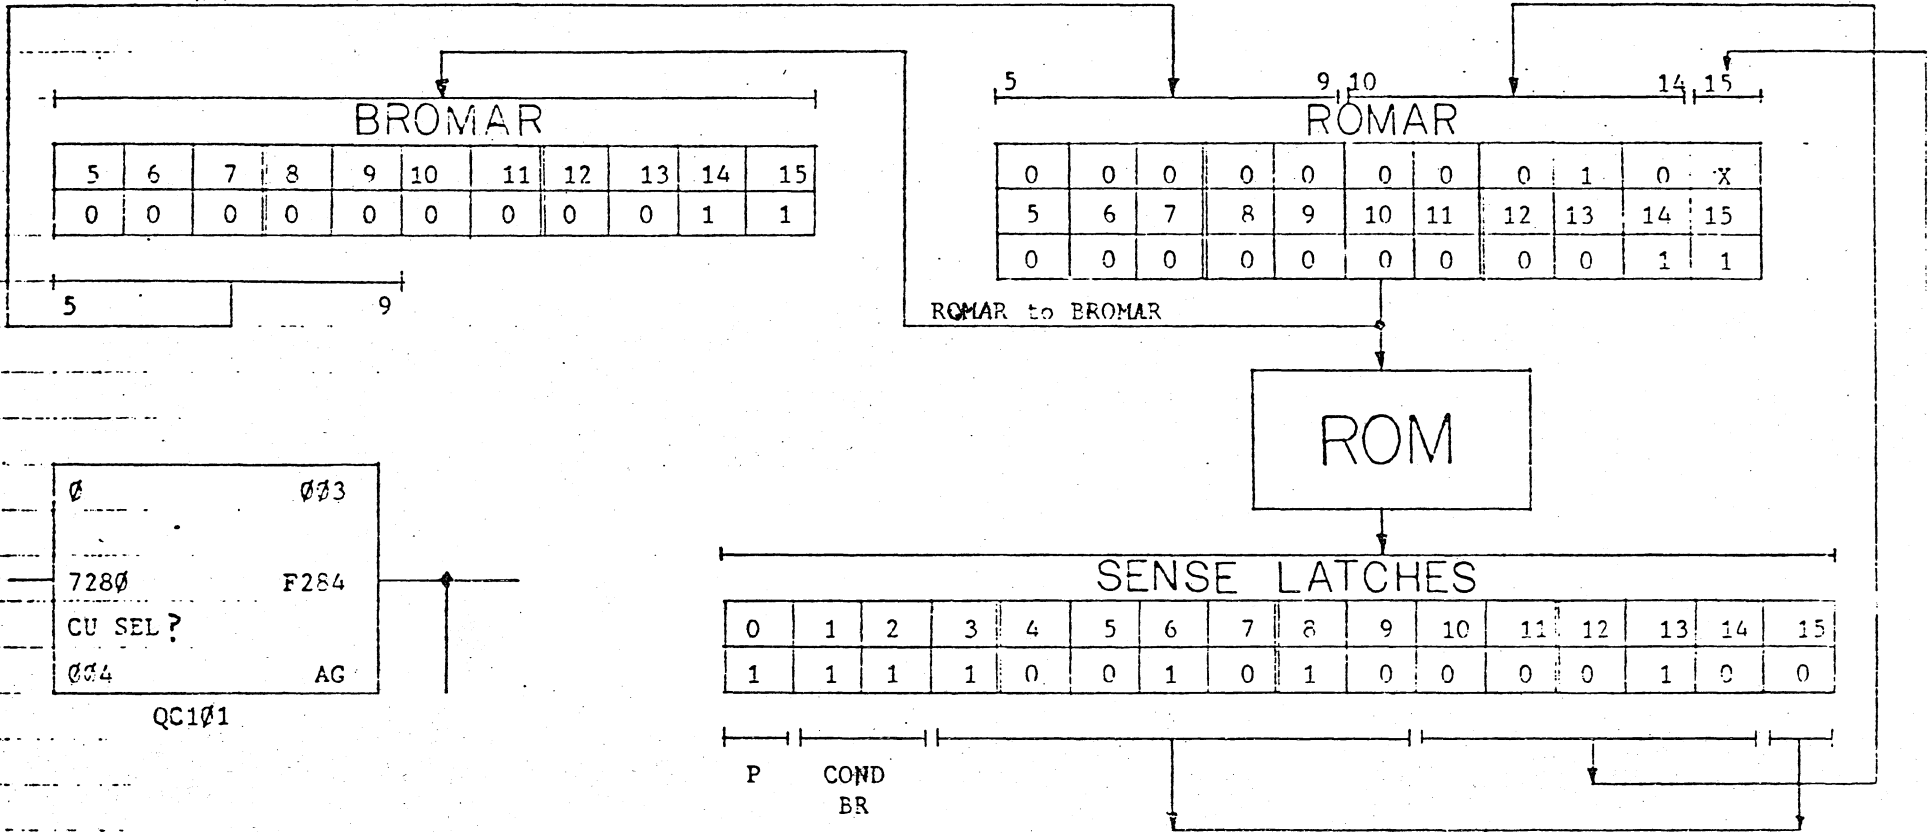 5 9 10 14 15
BROMAR
ROMAR
5 6 7 8 9 10 11 12 13 14 15
0 0 0 0 0 0 0 0 0 1 1
0 0 0 0 0 0 0 0 1 0 X
5 6 7 8 9 10 11 12 13 14 15
0 0 0 0 0 0 0 0 0 1 1
5 9
ROMAR to BROMAR
ROM
Ø ØØ3
728Ø F284
CU SEL?
ØØ4 AG
QC1Ø1
SENSE LATCHES
0 1 2 3 4 5 6 7 8 9 10 11 12 13 14 15
1 1 1 1 0 0 1 0 1 0 0 0 0 1 0 0
P COND
BR